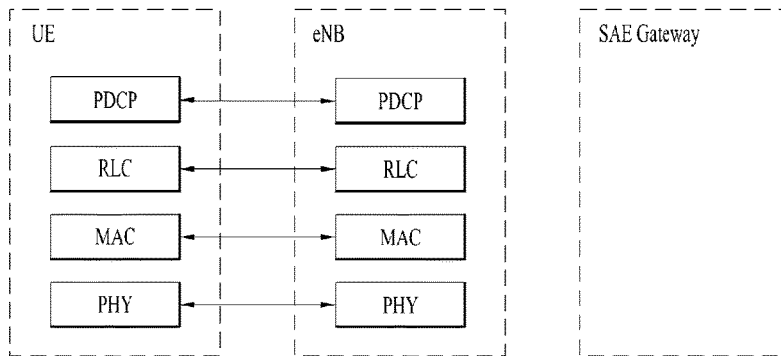 UE eNB SAE Gateway
PDCP PDCP
RLC RLC
MAC MAC
PHY PHY